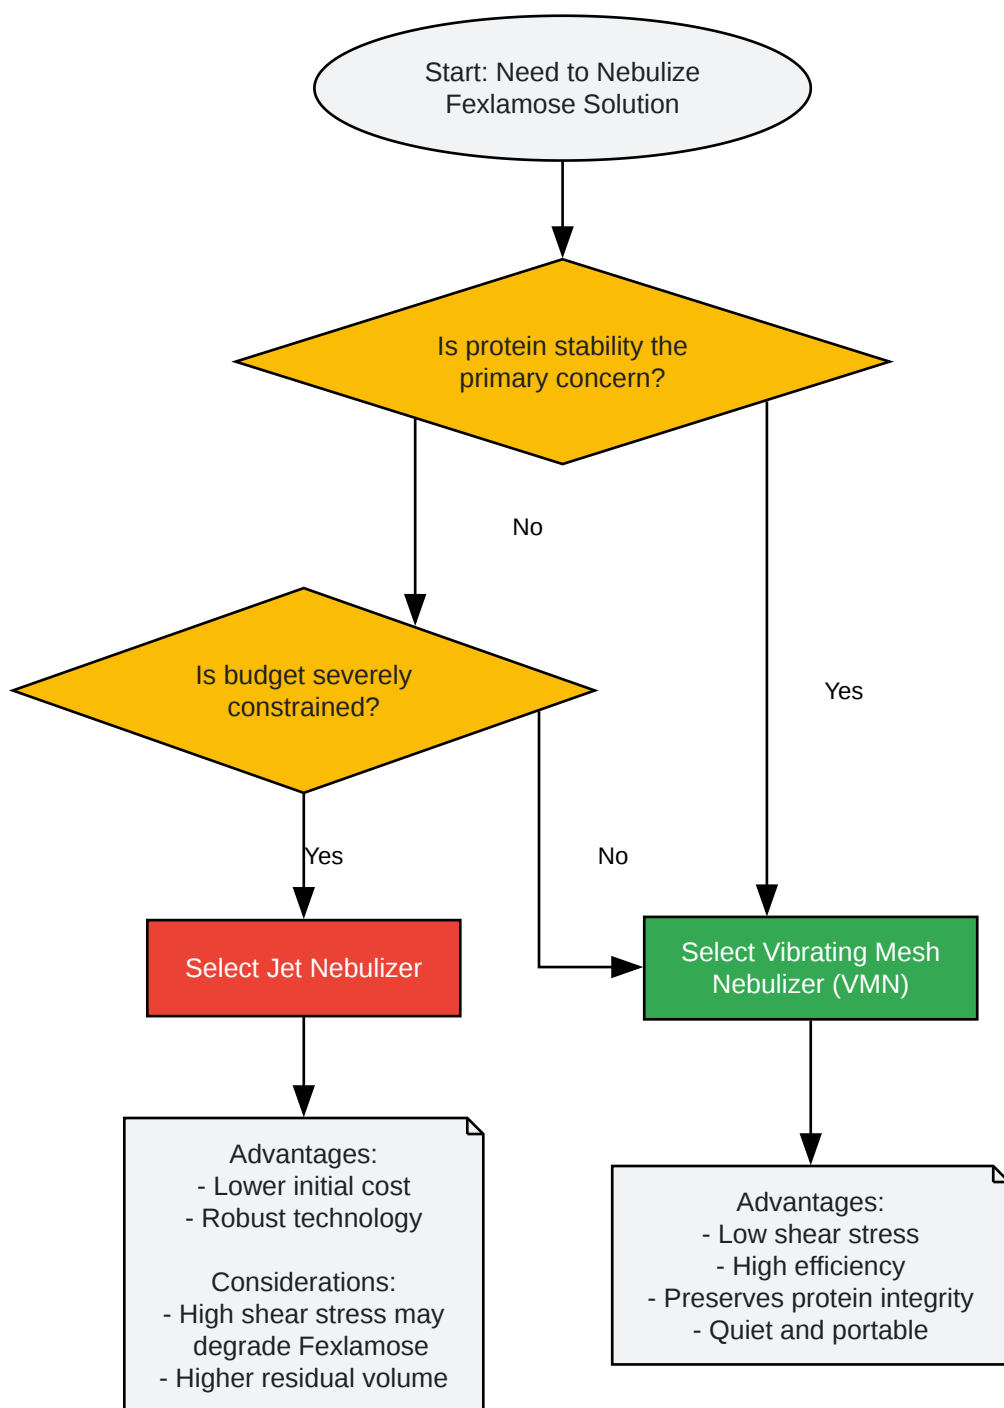 Start: Need to Nebulize
Fexlamose Solution
Is protein stability the
primary concern?
No
Is budget severely
constrained?
Yes
Yes
No
Select Jet Nebulizer
Select Vibrating Mesh
Nebulizer (VMN)
Advantages:
- Lower initial cost
- Robust technology
Considerations:
- High shear stress may
degrade Fexlamose
- Higher residual volume
Advantages:
- Low shear stress
- High efficiency
- Preserves protein integrity
- Quiet and portable